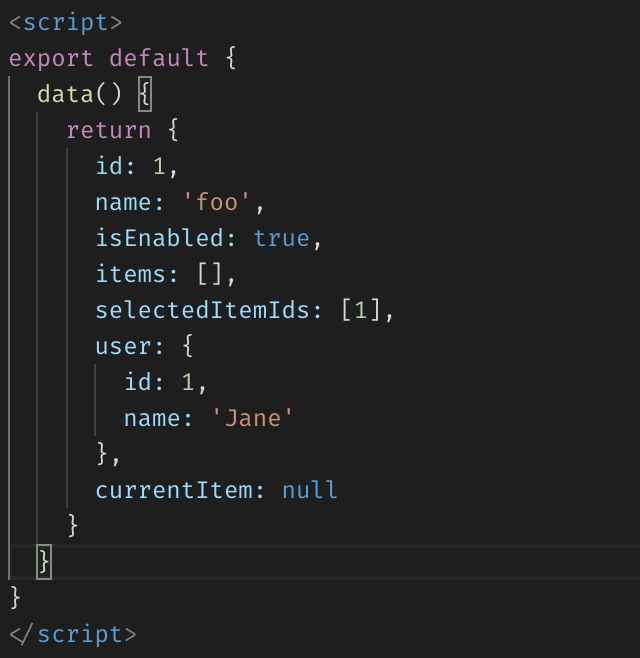 <script>
export default {
  data() {
    return {
      id: 1,
      name: 'foo',
      isEnabled: true,
      items: [],
      selectedItemIds: [1],
      user: {
        id: 1,
        name: 'Jane'
      },
      currentItem: null
    }
  }
}
</script>